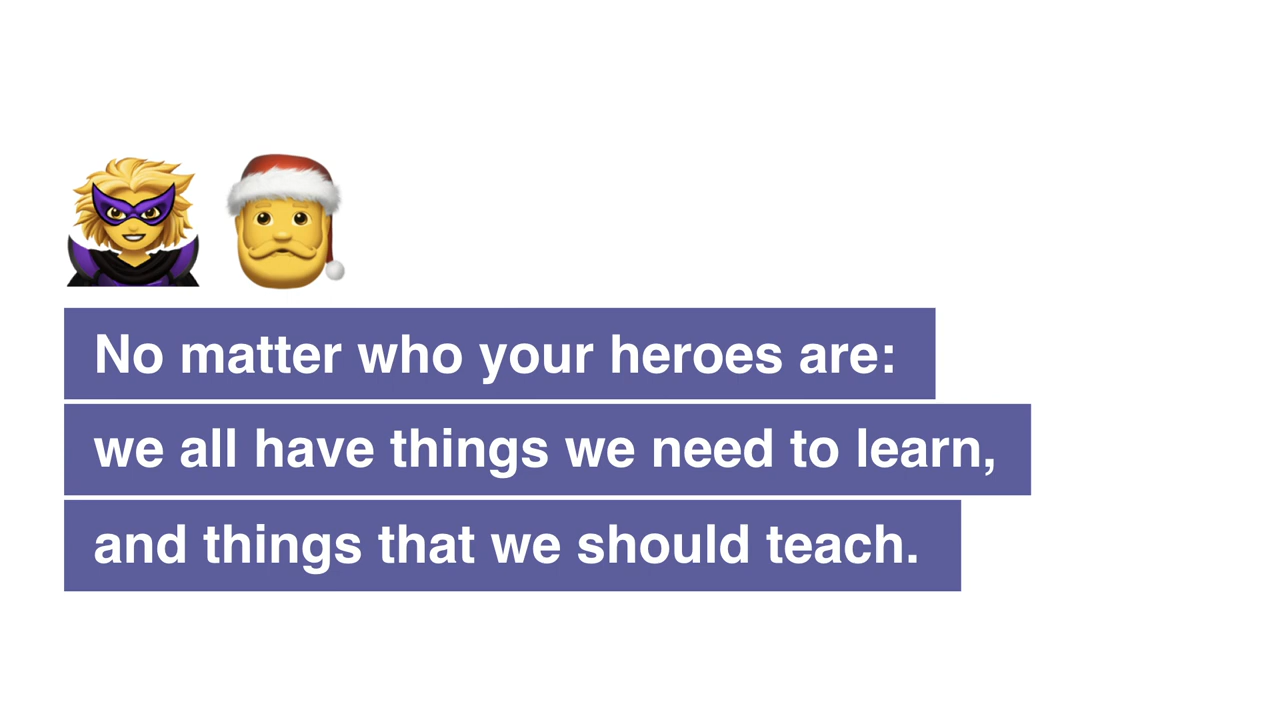 No matter who your heroes are:
we all have things we need to learn,
and things that we should teach.